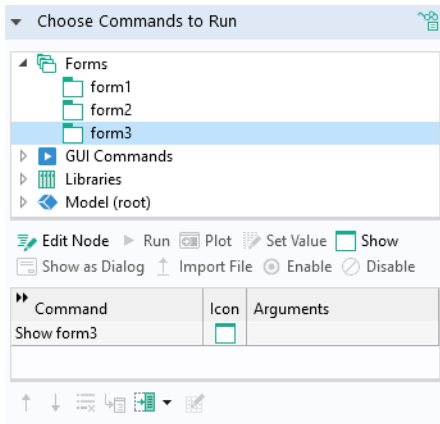 Choose Commands to Run
Forms
form1
form2
form3
GUI Commands
Libraries
Model (root)
Edit Node Run Plot Set Value Show
Show as Dialog Import File Enable Disable
Command Icon Arguments
Show form3